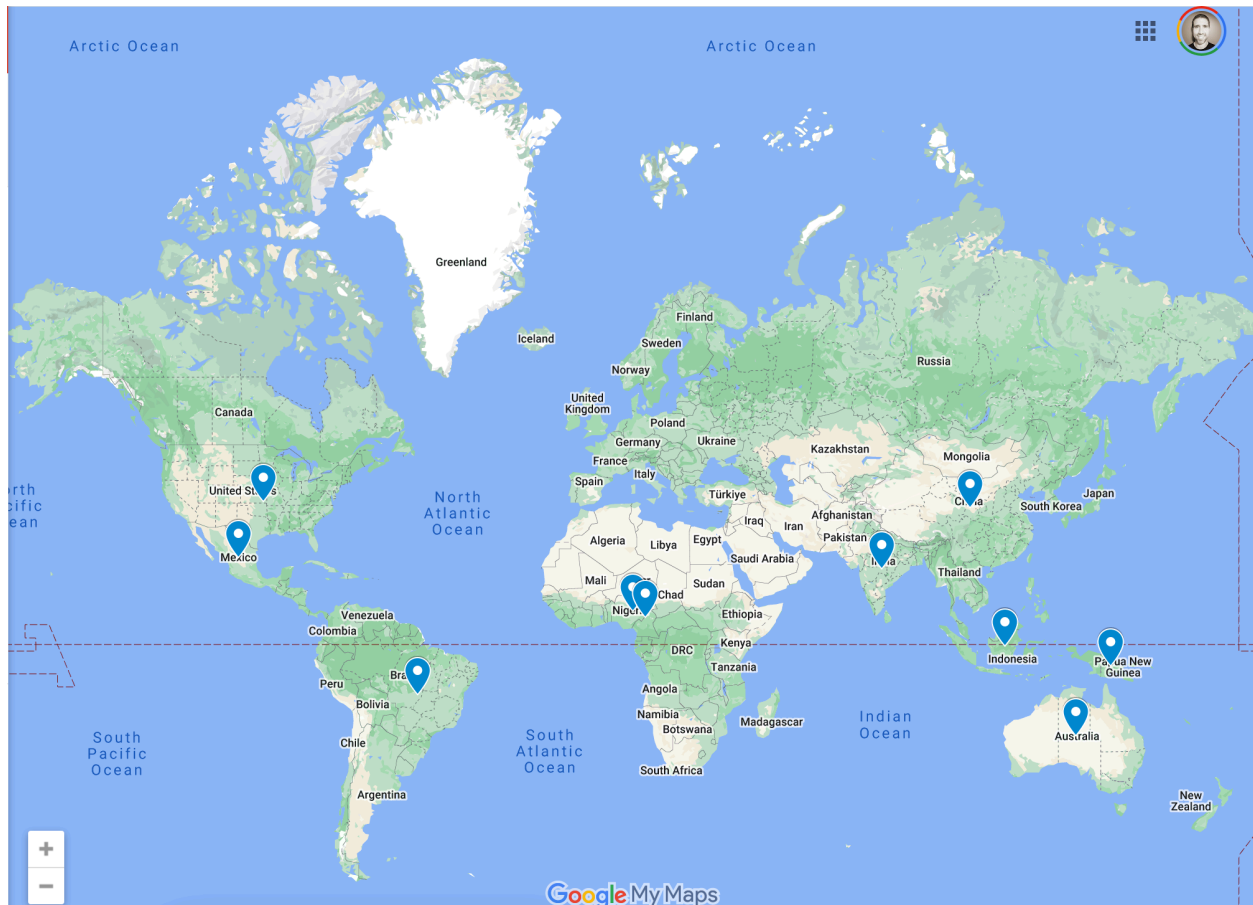 Arctic Ocean
Arctic Ocean
Greenland
Iceland
Finland
Sweden
Norway
Russia
Canada
United
Kingdom
Poland
Germany
Ukraine
France
Kazakhstan
Mongolia
Italy
Spain
Türkiye
North
Atlantic
Ocean
Japan
South Korea
Afghanistan
Iraq
Iran
Pakistan
Algeria
Libya
Egypt
Saudi Arabia
Mexico
Mali
Chad
Sudan
Thailand
Ethiopia
Venezuela
Colombia
Kenya
DRC
Indonesia
Papua New
Guinea
Tanzania
Peru
Angola
Bolivia
Namibia
Botswana
Madagascar
Indian
Ocean
South
Pacific
Ocean
South
Atlantic
Ocean
Chile
Australia
South Africa
Argentina
New
Zealand
Google My Maps